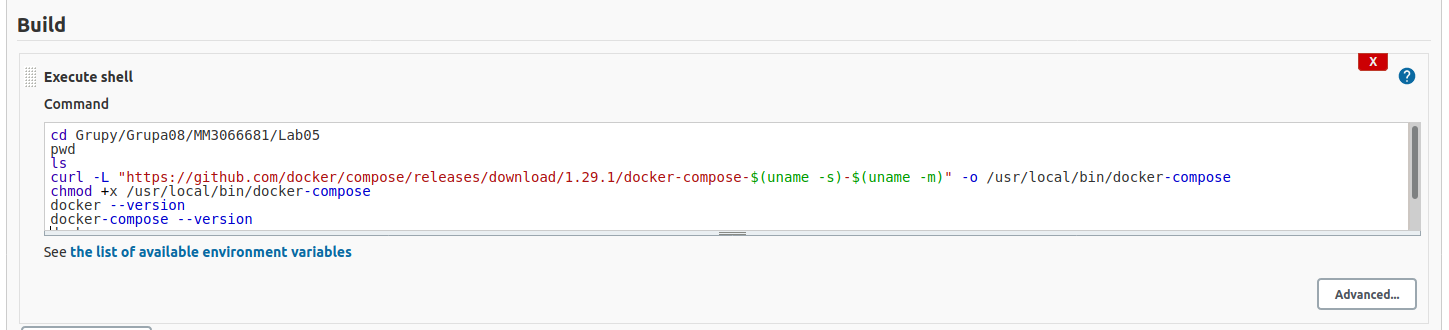 Build
X
Execute shell
?
Command
cd Grupy/Grupa08/MM3066681/Lab05
pwd
ls
curl -L "https://github.com/docker/compose/releases/download/1.29.1/docker-compose-$(uname -s)-$(uname -m)" -o /usr/local/bin/docker-compose
chmod +x /usr/local/bin/docker-compose
docker --version
docker-compose --version
See the list of available environment variables
Advanced...